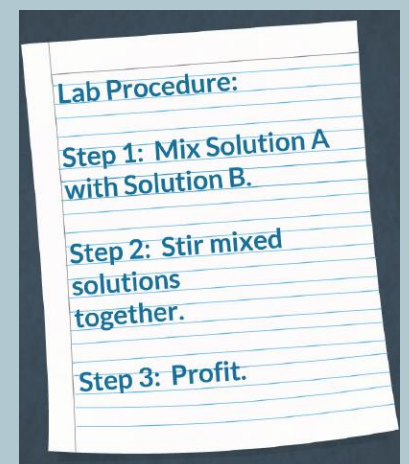 Lab Procedure:
Step 1: Mix Solution A
with Solution B.
Step 2: Stir mixed
solutions
together.
Step 3: Profit.